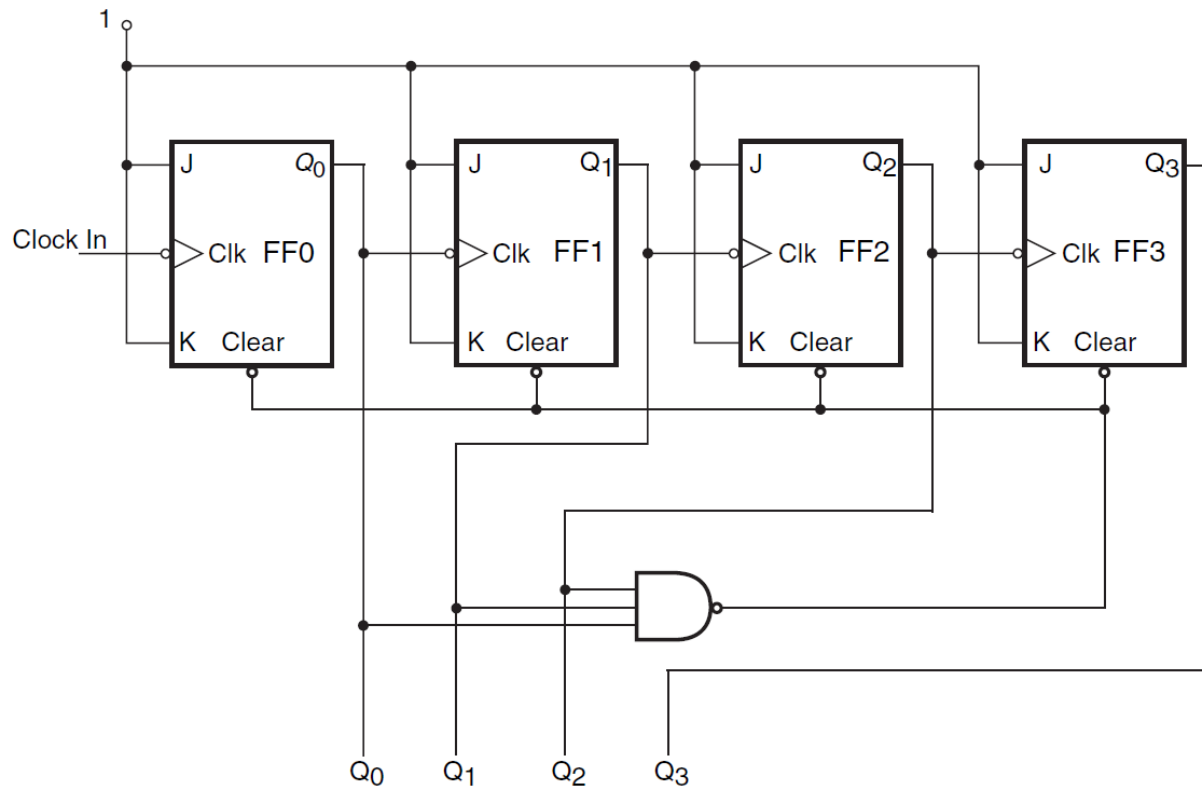 1
J Q0 J Q1 J Q2 J Q3
Clock In Clk FF0 Clk FF1 Clk FF2 Clk FF3
K Clear K Clear K Clear K Clear
Q0 Q1 Q2 Q3